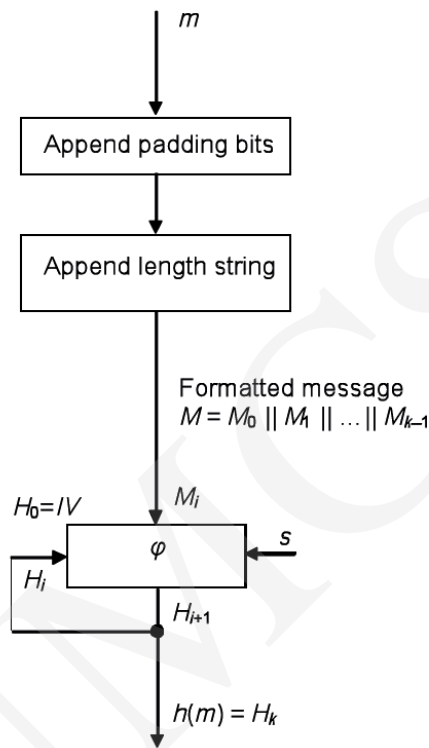 m
Append padding bits
Append length string
Formatted message
M = M₀ || M₁ || ... || Mₖ₋₁
Mᵢ
H₀=IV
φ
s
Hᵢ
Hᵢ₊₁
h(m) = Hₖ